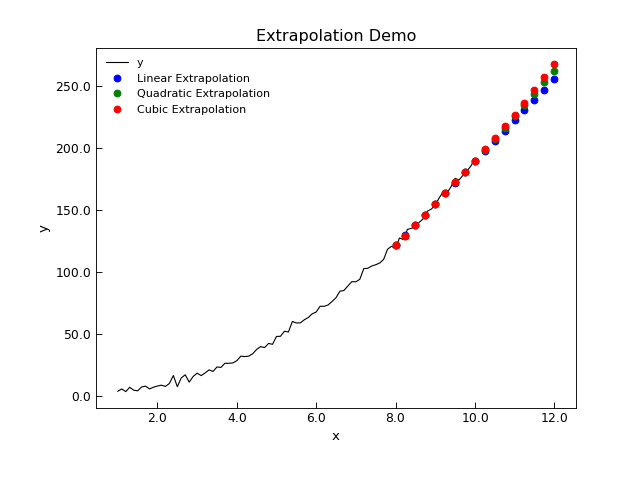 Extrapolation Demo
y
Linear Extrapolation
Quadratic Extrapolation
Cubic Extrapolation
250.0
200.0
150.0
100.0
50.0
0.0
y
2.0 4.0 6.0 8.0 10.0 12.0
x